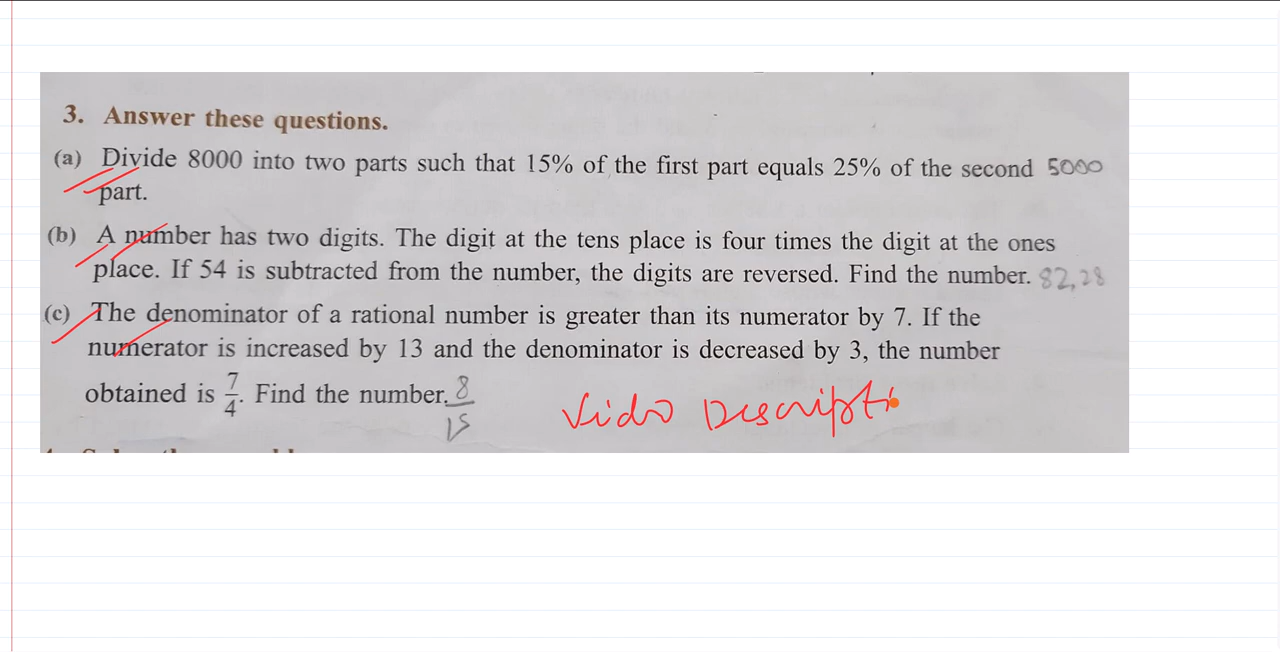 3. Answer these questions.
(a) Divide 8000 into two parts such that 15% of the first part equals 25% of the second 5000
part.
(b) A number has two digits. The digit at the tens place is four times the digit at the ones
place. If 54 is subtracted from the number, the digits are reversed. Find the number. 82,28
(c) The denominator of a rational number is greater than its numerator by 7. If the
numerator is increased by 13 and the denominator is decreased by 3, the number
obtained is 7/4. Find the number. 8/15
Vido Descripti